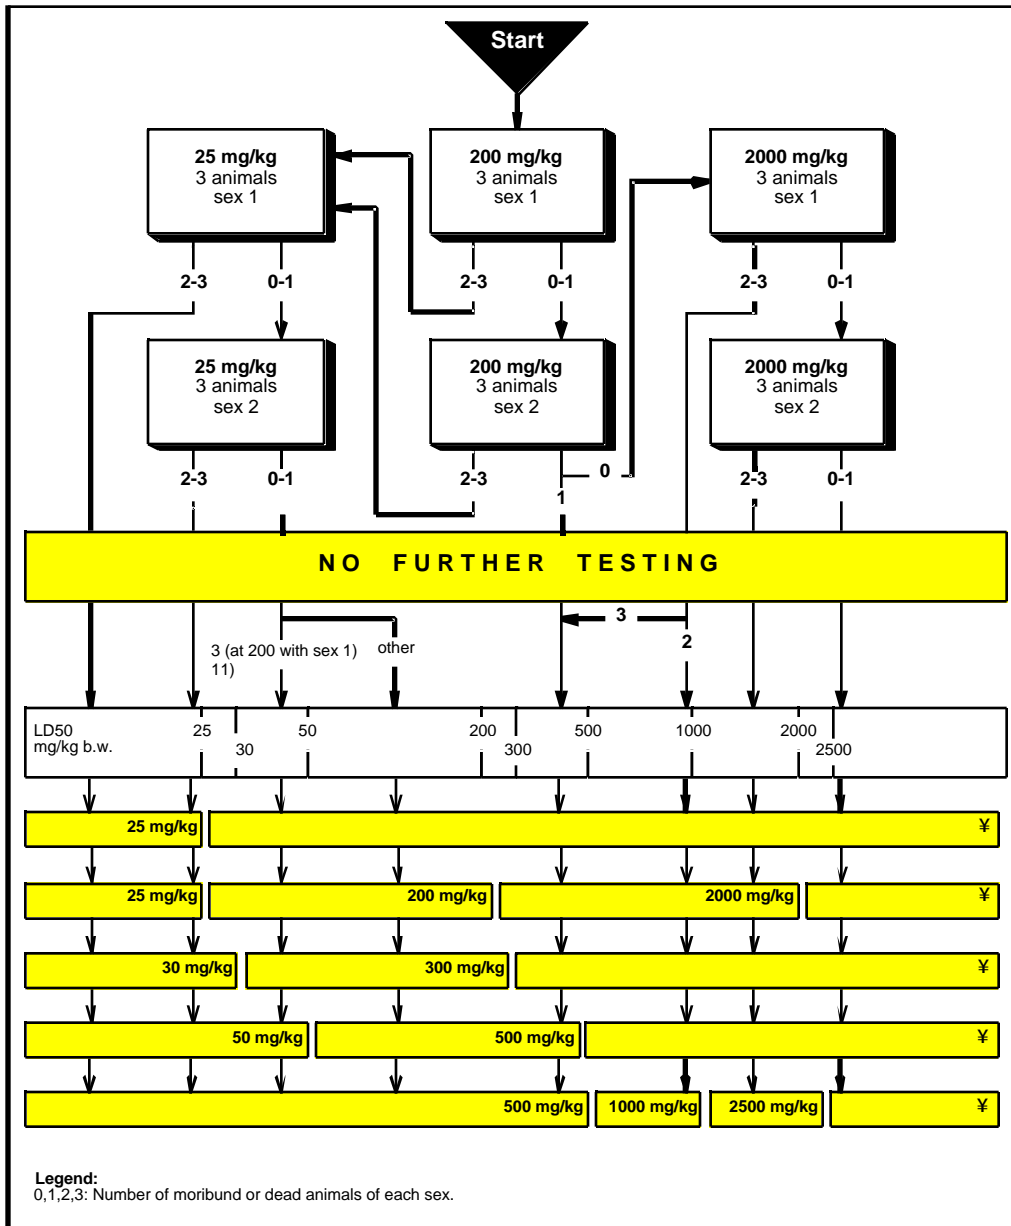 Start
25 mg/kg
3 animals
sex 1
200 mg/kg
3 animals
sex 1
2000 mg/kg
3 animals
sex 1
2-3
0-1
2-3
0-1
2-3
0-1
25 mg/kg
3 animals
sex 2
200 mg/kg
3 animals
sex 2
2000 mg/kg
3 animals
sex 2
2-3
0-1
2-3
1
0
2-3
0-1
NO FURTHER TESTING
3 (at 200 with sex 1)
11)
other
3
2
LD50
mg/kg b.w.
25
30
50
200
300
500
1000
2000
2500
25 mg/kg
¥
25 mg/kg
200 mg/kg
2000 mg/kg
¥
30 mg/kg
300 mg/kg
¥
50 mg/kg
500 mg/kg
¥
500 mg/kg
1000 mg/kg
2500 mg/kg
¥
Legend:
0,1,2,3: Number of moribund or dead animals of each sex.